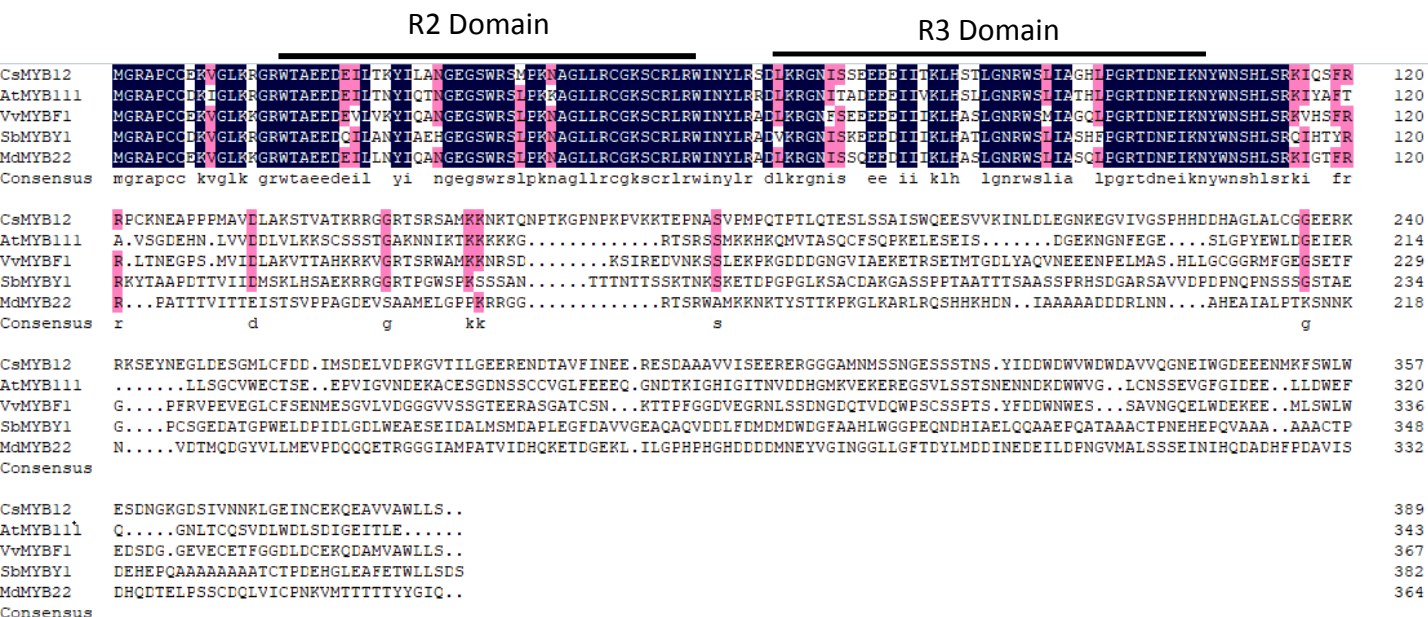 R2 Domain
R3 Domain
CsMYB12 MGRAPCCEKVGLKRGRWTAEEDEILTKYILANGEGSWRSMPKNAGLLRCGKSCRLRWINYLRSDLKRGNISSEEEEIITKLHSTLGNRWSLIAGHLPGRTDNEIKNYWNSHLSRKIQSFR 120
AtMYB111 MGRAPCCDKIGLKRGRWTAEEDEILTNYIQTNGEGSWRSLPKKAGLLRCGKSCRLRWINYLRRDLKRGNITADEEEIIVKLHSLLGNRWSLIATHLPGRTDNEIKNYWNSHLSRKIYAFT 120
VvMYBF1 MGRAPCCEKVGLKKGRWTAEEDEVLVKYIQANGEGSWRSLPKNAGLLRCGKSCRLRWINYLRADLKRGNFSEEEEEIIIKLHSLLGNRWSMIAGQLPGRTDNEIKNYWNSHLSRKVHSFR 120
SbMYBY1 MGRAPCCDKVGLKRGRWTAEEDQILANYIAEHGEGSWRSLPKNAGLLRCGKSCRLRWINYLRADVKRGNISKEEEDIIIKLHATLGNRWSLIASHFPGRTDNEIKNYWNSHLSRQIHTYR 120
MdMYB22 MGRAPCCEKVGLKKGRWTAEEDEILLNYIQANGEGSWRSLPKNAGLLRCGKSCRLRWINYLRADLKRGNISSQEEDIIIKLHASLGNRWSLIASQLPGRTDNEIKNYWNSHLSRKIGTFR 120
Consensus mgrapcc kvglk grwtaeedeil yi ngegswrslpknagllrcgkscrlrwinylr dlkrgnis ee ii klh lgnrwslia lpgrtdneiknywnshlsrki fr
CsMYB12 RPCKNEAPPPMAVDLAKSTVATKRRGGRTSRSAMKKNKTQNPTKGPNPKPVKKTEPNASVPMPQTPTLQTESLSSAISWQEESVVKINLDLEGNKEGVIVGSPHHDDHAGLALCGGEERK 240
AtMYB111 A.VSGDEHN.LVVDDLVLKKSCSSSTGAKNNIKTKKKKKG...........RTSRSSMKKHKQMVTASQCFSQPKELESEIS.......DGEKNGNFEGE....SLGPYEWLDGEIER 214
VvMYBF1 R.LTNEGPS.MVIDLAKVTTAHKRKVGRTSRWAMKKNRSD........KSIREDVNKSSLEKPKGDDDGNGVIAEKETRSETMTGDLYAQVNEEENPELMAS.HLLGCGGRMFGEGSETF 229
SbMYBY1 RKYTAAPDTTVIIDMSKLHSAEKRRGGRTPGWSPKSSSAN........TTTNTTSSKTNKSKETDPGPGLKSACDAKGASSPPTAATTTSAASSPRHSDGARSAVVDPDPNQPNSSSGSTAE 234
MdMYB22 R...PATTTVITTEISTSVPPAGDEVSAAMELGPPKRRGG...........RTSRWAMKKNKTYSTTKPKGLKARLRQSHHKHDN.IAAAAADDDRLNN....AHEAIALPTKSNNK 218
Consensus r d g kk s g
CsMYB12 RKSEYNEGLDESGMLCFDD.IMSDELVDPKGVTILGEERENDTAVFINEE.RESDAAAVVISEERERGGGAMNMSSNGESSSTNS.YIDDWDWVWDWDAVVQGNEIWGDEEENMKFSWLW 357
AtMYB111 .......LLSGCVWECTSE..EPVIGVNDEKACESGDNSSCCVGLFEEEQ.GNDTKIGHIGITNVDDHGMKVEKEREGSVLSSTSNENNDKDWWVG..LCNSSEVGFGIDEE..LLDWEF 320
VvMYBF1 G....PFRVPEVEGLCFSENMESGVLVDGGGVVSSGTEERASGATCSN...KTTPFGGDVEGRNLSSDNGDQTVDQWPSCSSPTS.YFDDWNWES...SAVNGQELWDEKEE..MLSWLW 336
SbMYBY1 G....PCSGEDATGPWELDPIDLGDLWEAESEIDALMSMDAPLEGFDAVVGEAQAQVDDLFDMDMDWDGFAAHLWGGPEQNDHIAELQQAAEPQATAAACTPNEHEPQVAAA.AAACTP 348
MdMYB22 N.....VDTMQDGYVLLMEVPDQQQETRGGGIAMPATVIDHQKETDGEKL.ILGPHPHGHDDDDMNEYVGINGGLLGFTDYLMDDINEDEILDPNGVMALSSSEINIHQDADHFPDAVIS 332
Consensus
CsMYB12 ESDNGKGDSIVNNKLGEINCEKQEAVVAWLLS.. 389
AtMYB111 Q.....GNLTCQSVDLWDLSDIGEITLE...... 343
VvMYBF1 EDSDG.GEVECETFGGDLDCEKQDAMVAWLLS.. 367
SbMYBY1 DEHEPQAAAAAAAATCTPDEHGLEAFETWLLSDS 382
MdMYB22 DHQDTELPSSCDQLVICPNKVMTTTTTYYGIQ.. 364
Consensus